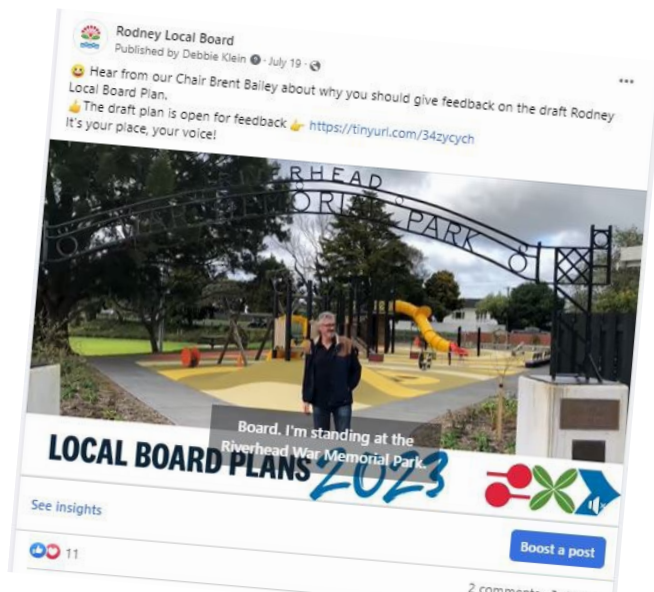 Rodney Local Board
Published by Debbie Klein · July 19 ·
😀 Hear from our Chair Brent Bailey about why you should give feedback on the draft Rodney
Local Board Plan.
👍The draft plan is open for feedback 👉 https://tinyurl.com/34zycych
It's your place, your voice!
RIVERHEAD
WAR MEMORIAL PARK
Board. I'm standing at the
Riverhead War Memorial Park.
LOCAL BOARD PLANS 2023
See insights
Boost a post
11
2 comments